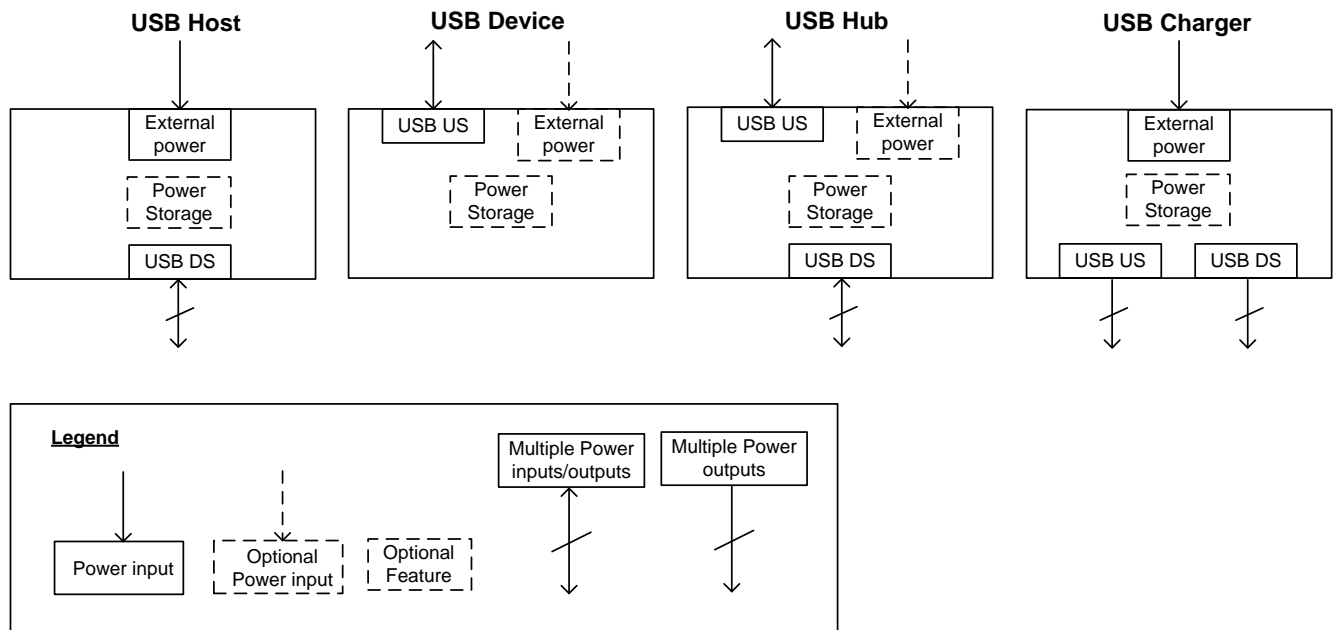 USB Host
USB Device
USB Hub
USB Charger
External
power
Power
Storage
USB DS
USB US
External
power
Power
Storage
USB US
External
power
Power
Storage
USB DS
External
power
Power
Storage
USB US
USB DS
Legend
Power input
Optional
Power input
Optional
Feature
Multiple Power
inputs/outputs
Multiple Power
outputs